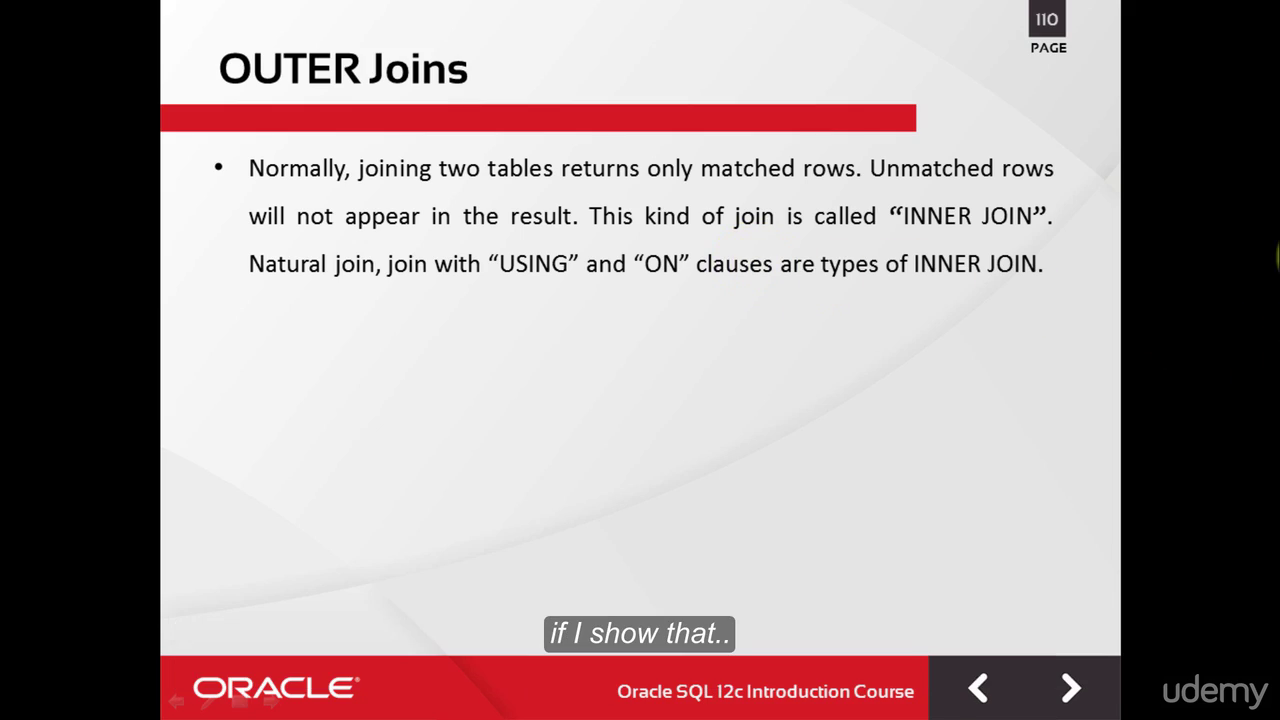 110
PAGE
OUTER Joins
• Normally, joining two tables returns only matched rows. Unmatched rows
will not appear in the result. This kind of join is called “INNER JOIN”.
Natural join, join with “USING” and “ON” clauses are types of INNER JOIN.
if I show that..
ORACLE®
Oracle SQL 12c Introduction Course
udemy